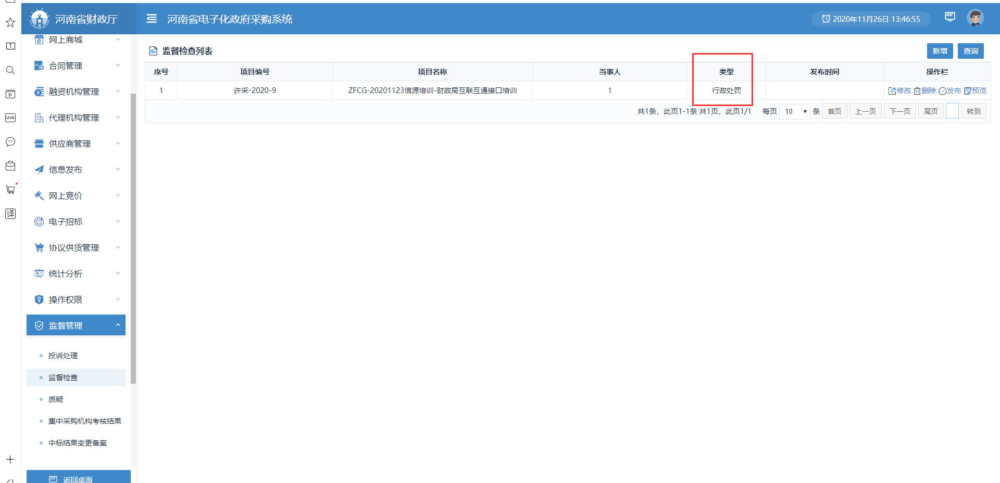 河南省财政厅
河南省电子化政府采购系统
2020年11月26日 13:46:55
LIVE
译
网上商城
合同管理
融资机构管理
代理机构管理
供应商管理
信息发布
网上竞价
电子招标
协议供货管理
统计分析
操作权限
监督管理
投诉处理
监督检查
质疑
集中采购机构考核结果
中标结果变更备案
返回桌面
监督检查列表
新增 查询
序号 项目编号 项目名称 当事人 类型 发布时间 操作栏
1 许采-2020-9 ZFCG-20201123信源培训-财政局互联互通接口培训 1 行政处罚 修改 删除 发布 预览
共1条，此页1-1条 共1页，此页1/1 每页 10 条 首页 上一页 下一页 尾页 转到